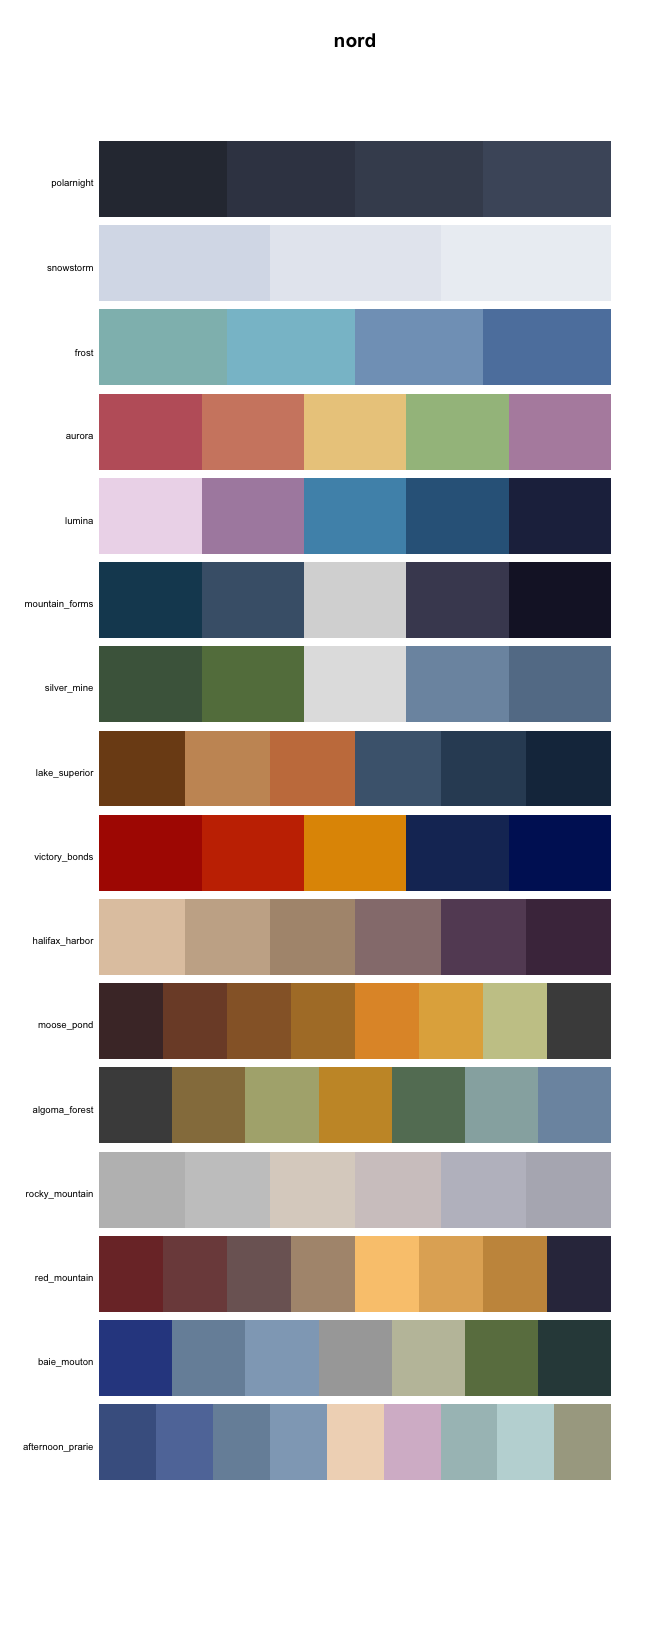 nord
polarnight
snowstorm
frost
aurora
lumina
mountain_forms
silver_mine
lake_superior
victory_bonds
halifax_harbor
moose_pond
algoma_forest
rocky_mountain
red_mountain
baie_mouton
afternoon_prarie